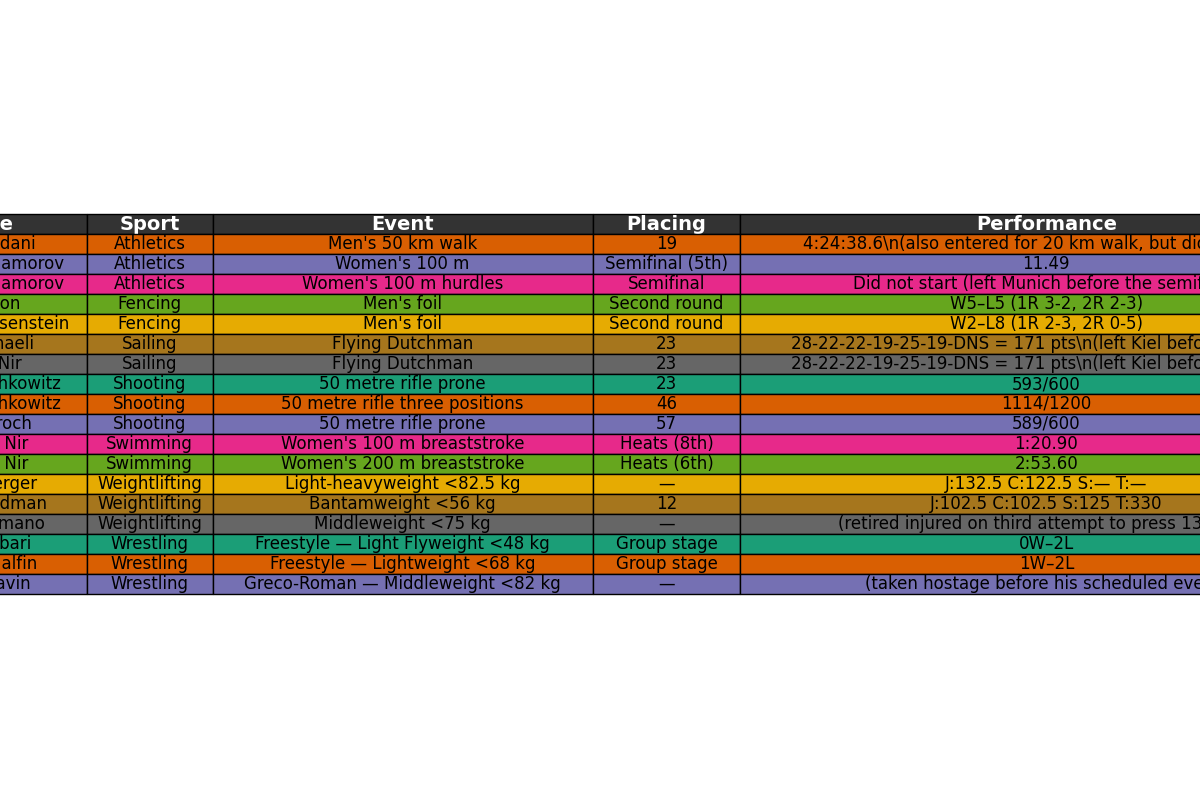 e Sport Event Placing Performance
dani Athletics Men's 50 km walk 19 4:24:38.6\n(also entered for 20 km walk, but did
amorov Athletics Women's 100 m Semifinal (5th) 11.49
amorov Athletics Women's 100 m hurdles Semifinal Did not start (left Munich before the semif
on Fencing Men's foil Second round W5–L5 (1R 3-2, 2R 2-3)
senstein Fencing Men's foil Second round W2–L8 (1R 2-3, 2R 0-5)
aeli Sailing Flying Dutchman 23 28-22-22-19-25-19-DNS = 171 pts\n(left Kiel befo
Nir Sailing Flying Dutchman 23 28-22-22-19-25-19-DNS = 171 pts\n(left Kiel befo
hkowitz Shooting 50 metre rifle prone 23 593/600
hkowitz Shooting 50 metre rifle three positions 46 1114/1200
roch Shooting 50 metre rifle prone 57 589/600
Nir Swimming Women's 100 m breaststroke Heats (8th) 1:20.90
Nir Swimming Women's 200 m breaststroke Heats (6th) 2:53.60
erger Weightlifting Light-heavyweight <82.5 kg — J:132.5 C:122.5 S:— T:—
dman Weightlifting Bantamweight <56 kg 12 J:102.5 C:102.5 S:125 T:330
mano Weightlifting Middleweight <75 kg — (retired injured on third attempt to press 13
bari Wrestling Freestyle — Light Flyweight <48 kg Group stage 0W–2L
alfin Wrestling Freestyle — Lightweight <68 kg Group stage 1W–2L
avin Wrestling Greco-Roman — Middleweight <82 kg — (taken hostage before his scheduled eve